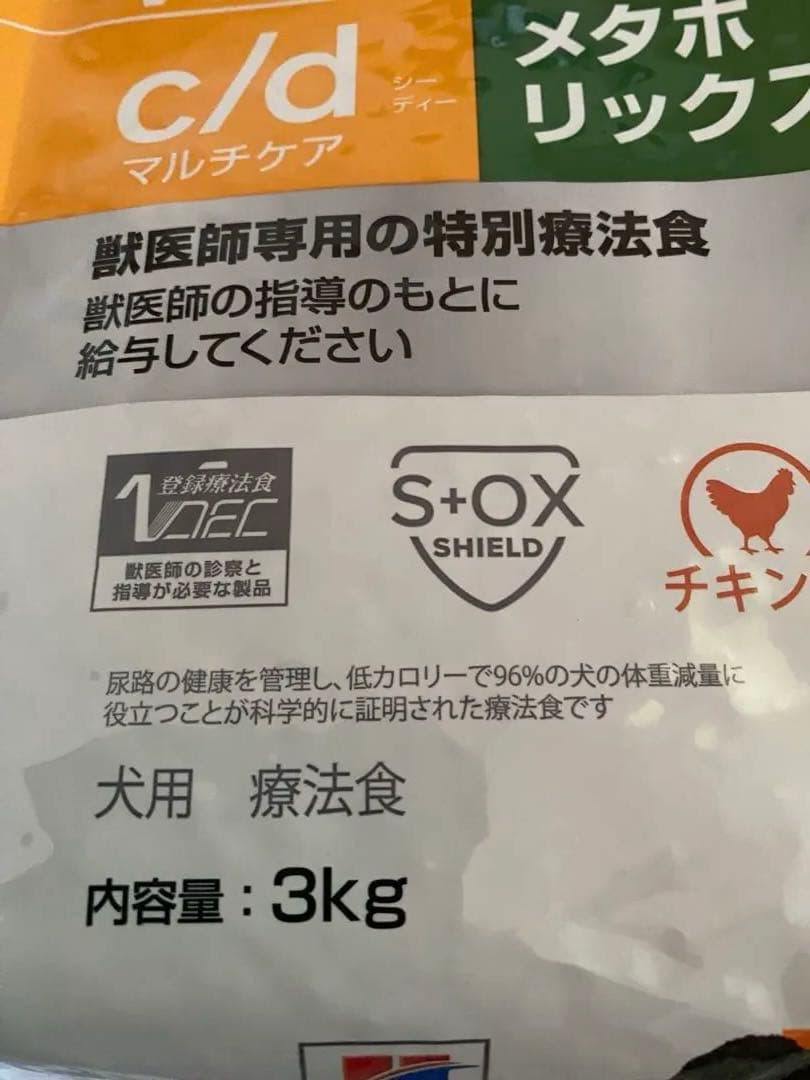 c/d
シー
ディー
マルチケア
メタボ
リックス
獣医師専用の特別療法食
獣医師の指導のもとに
給与してください
登録療法食
VDEC
獣医師の診察と
指導が必要な製品
S+OX
SHIELD
チキン
尿路の健康を管理し、低カロリーで96%の犬の体重減量に
役立つことが科学的に証明された療法食です
犬用 療法食
内容量:3kg